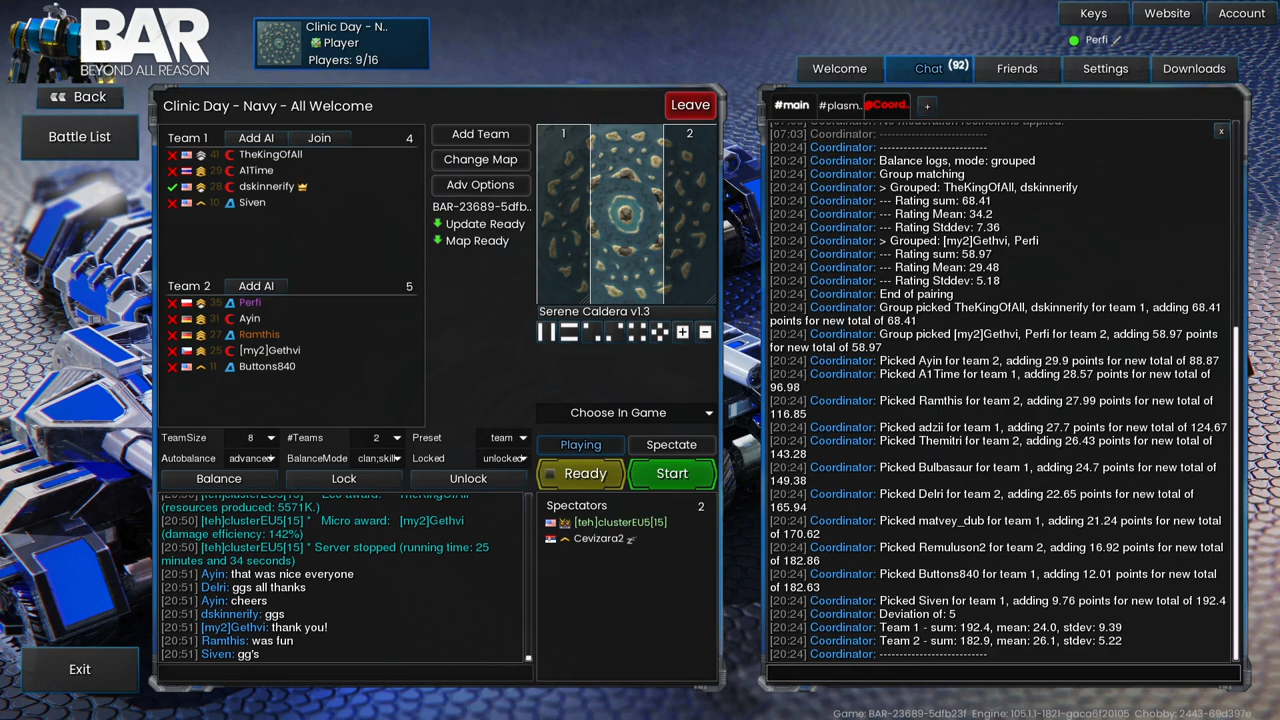 BAR
BEYOND ALL REASON
Clinic Day - N..
Player
Players: 9/16
Keys
Website
Account
Perfi
Welcome
Chat (92)
Friends
Settings
Downloads
Back
Battle List
Exit
Clinic Day - Navy - All Welcome
Leave
Team 1
Add AI
Join
4
41 TheKingOfAll
29 A1Time
28 dskinnerify
10 Siven
Team 2
Add AI
5
35 Perfi
31 Ayin
27 Ramthis
25 [my2]Gethvi
11 Buttons840
Add Team
Change Map
Adv Options
BAR-23689-5dfb..
Update Ready
Map Ready
1
2
Serene Caldera v1.3
Choose In Game
Playing
Spectate
Ready
Start
TeamSize 8 #Teams 2 Preset team
Autobalance advanced BalanceMode clan;skill Locked unlocked
Balance
Lock
Unlock
Spectators 2
[teh]clusterEU5[15]
Cevizara2
(resources produced: 5571K.)
[20:50] [teh]clusterEU5[15] * Micro award: [my2]Gethvi
(damage efficiency: 142%)
[20:50] [teh]clusterEU5[15] * Server stopped (running time: 25
minutes and 34 seconds)
[20:51] Ayin: that was nice everyone
[20:51] Delri: ggs all thanks
[20:51] Ayin: cheers
[20:51] dskinnerify: ggs
[20:51] [my2]Gethvi: thank you!
[20:51] Ramthis: was fun
[20:51] Siven: gg's
#main
#plasm..
@Coord..
+
x
[07:03] Coordinator: ------------------------
[20:24] Coordinator: ------------------------
[20:24] Coordinator: Balance logs, mode: grouped
[20:24] Coordinator: Group matching
[20:24] Coordinator: > Grouped: TheKingOfAll, dskinnerify
[20:24] Coordinator: --- Rating sum: 68.41
[20:24] Coordinator: --- Rating Mean: 34.2
[20:24] Coordinator: --- Rating Stddev: 7.36
[20:24] Coordinator: > Grouped: [my2]Gethvi, Perfi
[20:24] Coordinator: --- Rating sum: 58.97
[20:24] Coordinator: --- Rating Mean: 29.48
[20:24] Coordinator: --- Rating Stddev: 5.18
[20:24] Coordinator: End of pairing
[20:24] Coordinator: Group picked TheKingOfAll, dskinnerify for team 1, adding 68.41
points for new total of 68.41
[20:24] Coordinator: Group picked [my2]Gethvi, Perfi for team 2, adding 58.97 points
for new total of 58.97
[20:24] Coordinator: Picked Ayin for team 2, adding 29.9 points for new total of 88.87
[20:24] Coordinator: Picked A1Time for team 1, adding 28.57 points for new total of
96.98
[20:24] Coordinator: Picked Ramthis for team 2, adding 27.99 points for new total of
116.85
[20:24] Coordinator: Picked adzii for team 1, adding 27.7 points for new total of 124.67
[20:24] Coordinator: Picked Themitri for team 2, adding 26.43 points for new total of
143.28
[20:24] Coordinator: Picked Bulbasaur for team 1, adding 24.7 points for new total of
149.38
[20:24] Coordinator: Picked Delri for team 2, adding 22.65 points for new total of
165.94
[20:24] Coordinator: Picked matvey_dub for team 1, adding 21.24 points for new total
of 170.62
[20:24] Coordinator: Picked Remuluson2 for team 2, adding 16.92 points for new total
of 182.86
[20:24] Coordinator: Picked Buttons840 for team 1, adding 12.01 points for new total
of 182.63
[20:24] Coordinator: Picked Siven for team 1, adding 9.76 points for new total of 192.4
[20:24] Coordinator: Deviation of: 5
[20:24] Coordinator: Team 1 - sum: 192.4, mean: 24.0, stdev: 9.39
[20:24] Coordinator: Team 2 - sum: 182.9, mean: 26.1, stdev: 5.22
[20:24] Coordinator: ------------------------
Game: BAR-23689-5dfb23f Engine: 105.1.1-1821-gaca6f20105 Chobby: 2443-69d397e